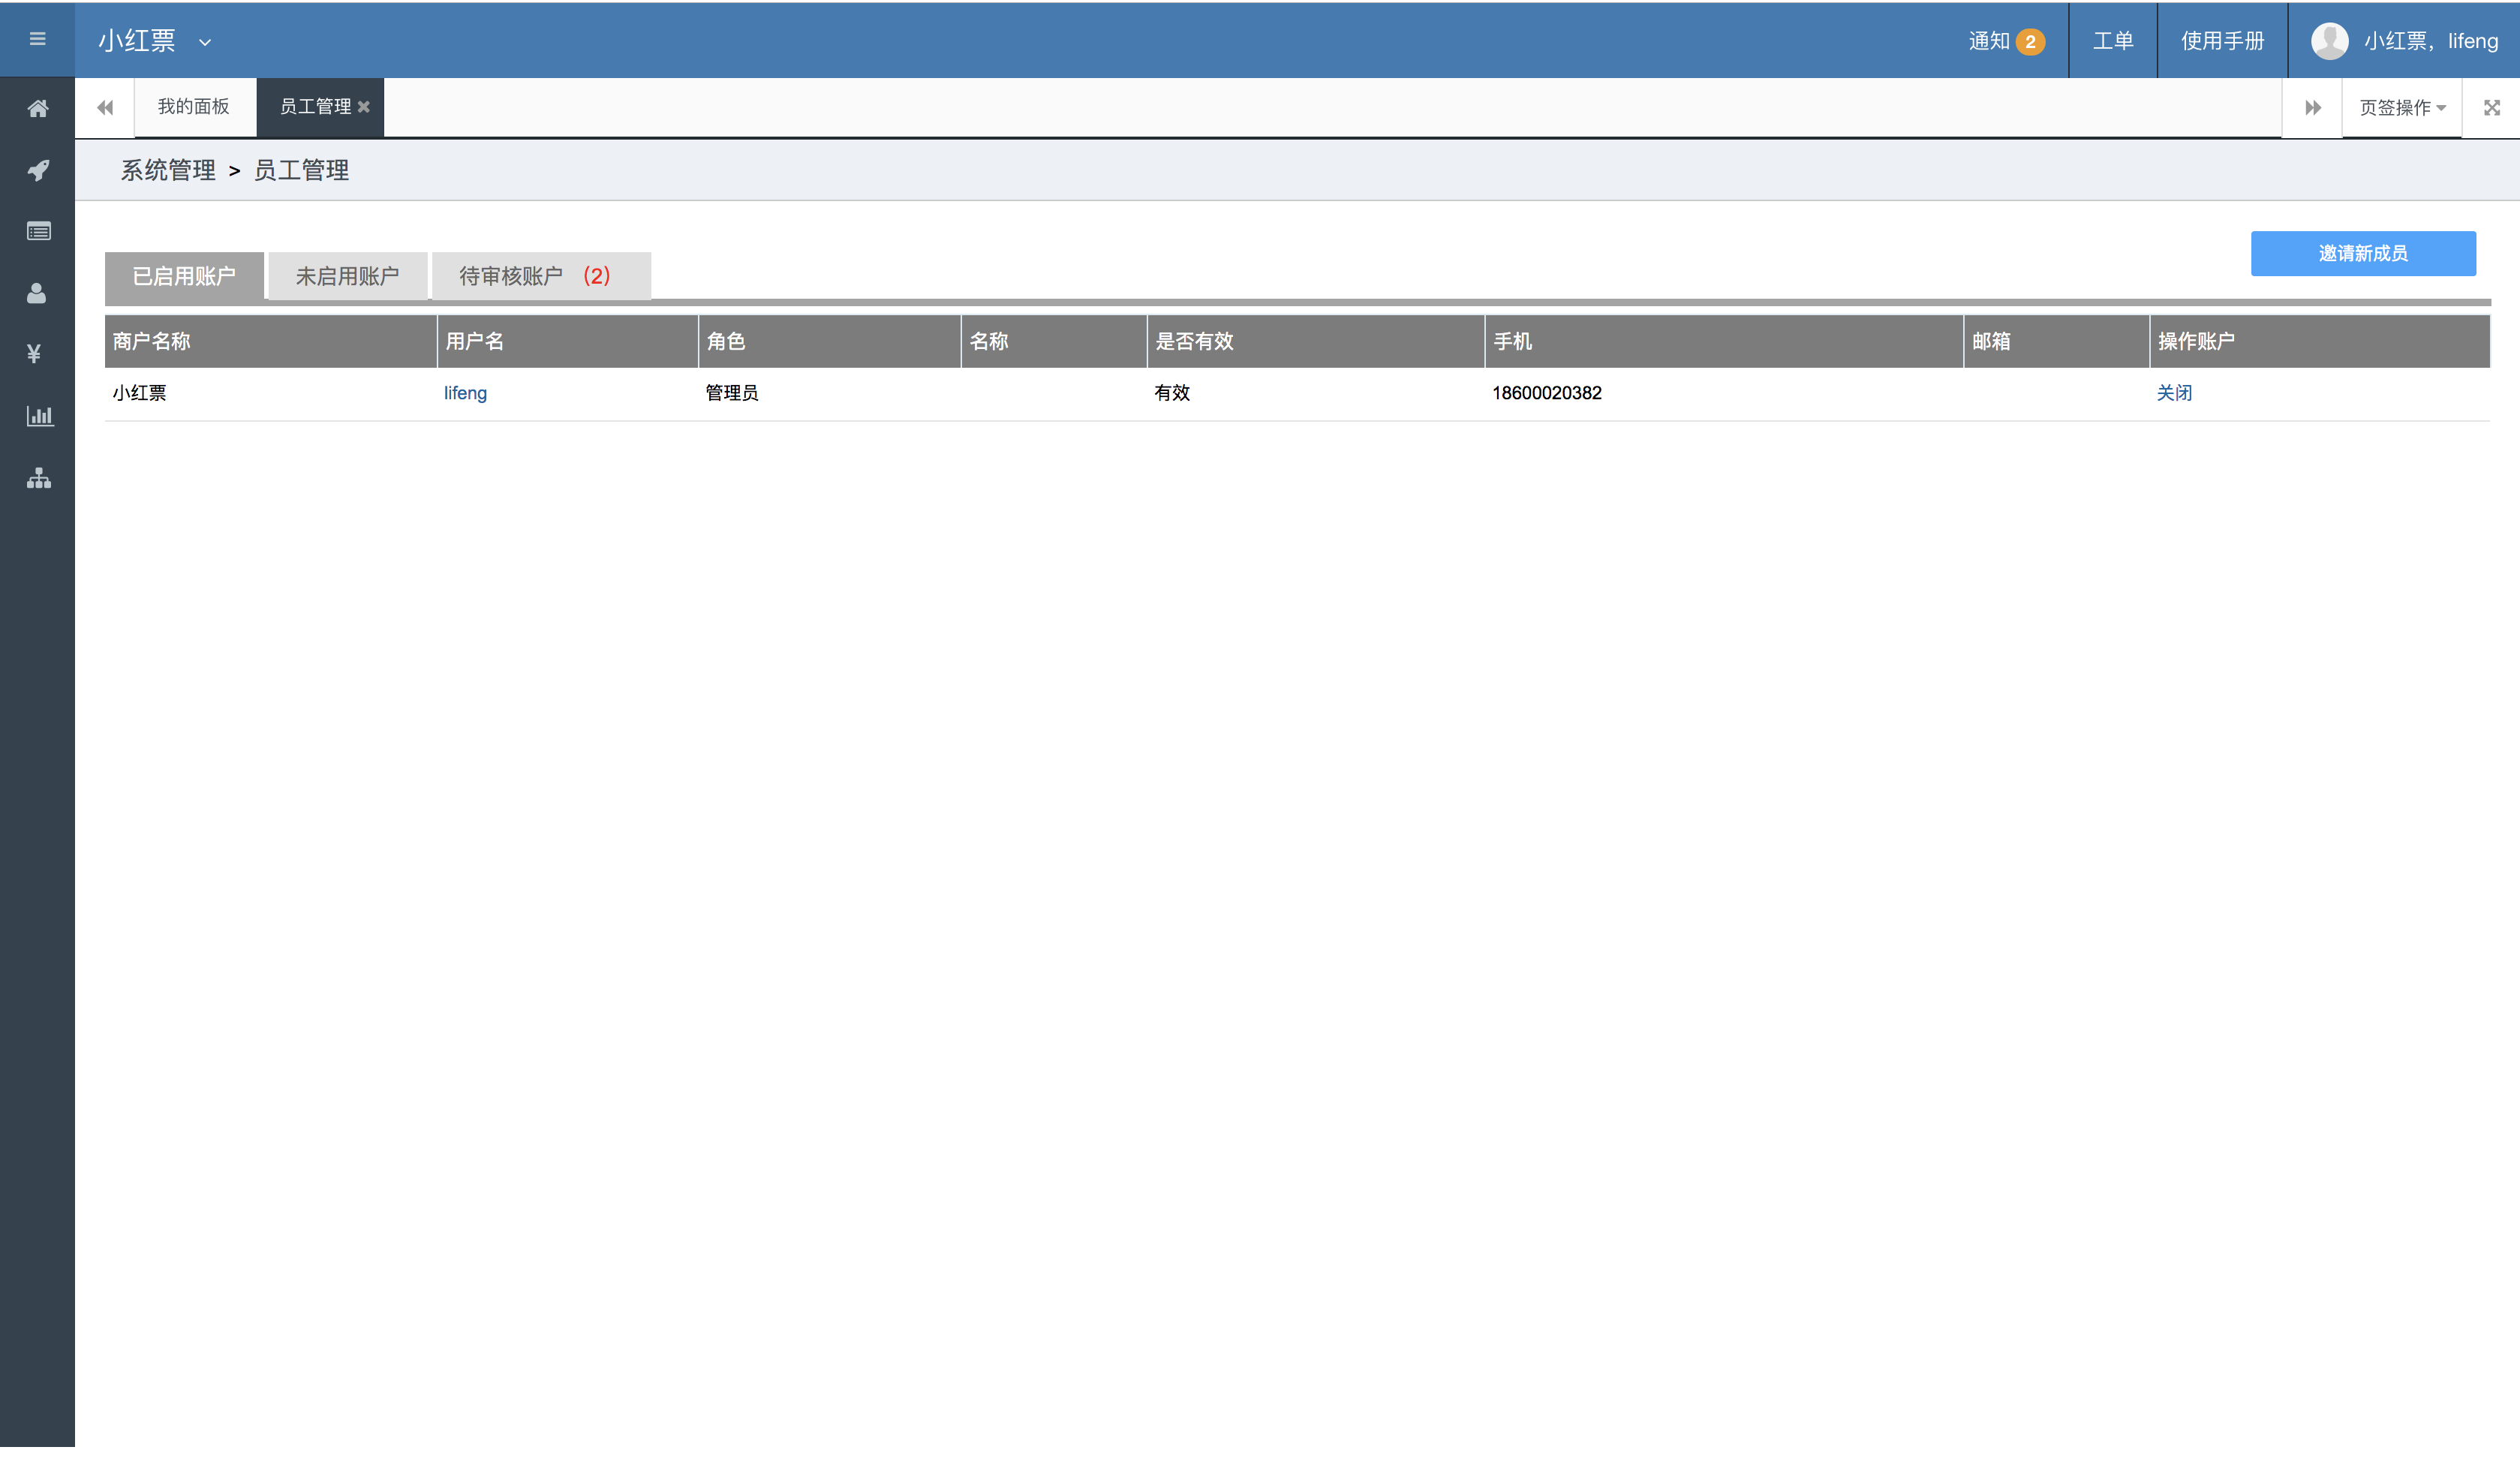 小红票
通知 2 工单 使用手册 小红票，lifeng
我的面板 员工管理 页签操作
系统管理 > 员工管理
邀请新成员
已启用账户 未启用账户 待审核账户 (2)
商户名称 用户名 角色 名称 是否有效 手机 邮箱 操作账户
小红票 lifeng 管理员 有效 18600020382 关闭